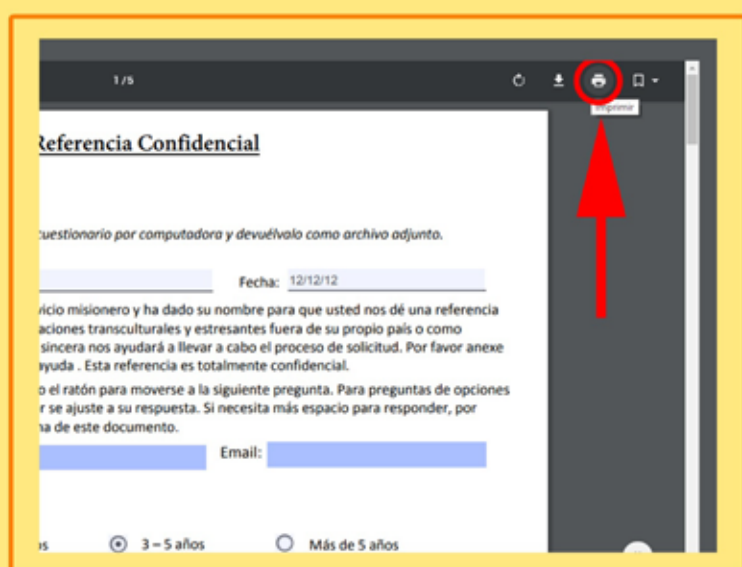 1/5
Imprimir
Referencia Confidencial
cuestionario por computadora y devuélvalo como archivo adjunto.
Fecha: 12/12/12
vicio misionero y ha dado su nombre para que usted nos dé una referencia
aciones transculturales y estresantes fuera de su propio país o como
sincera nos ayudará a llevar a cabo el proceso de solicitud. Por favor anexe
ayuda . Esta referencia es totalmente confidencial.
o el ratón para moverse a la siguiente pregunta. Para preguntas de opciones
r se ajuste a su respuesta. Si necesita más espacio para responder, por
na de este documento.
Email:
os 3 – 5 años Más de 5 años